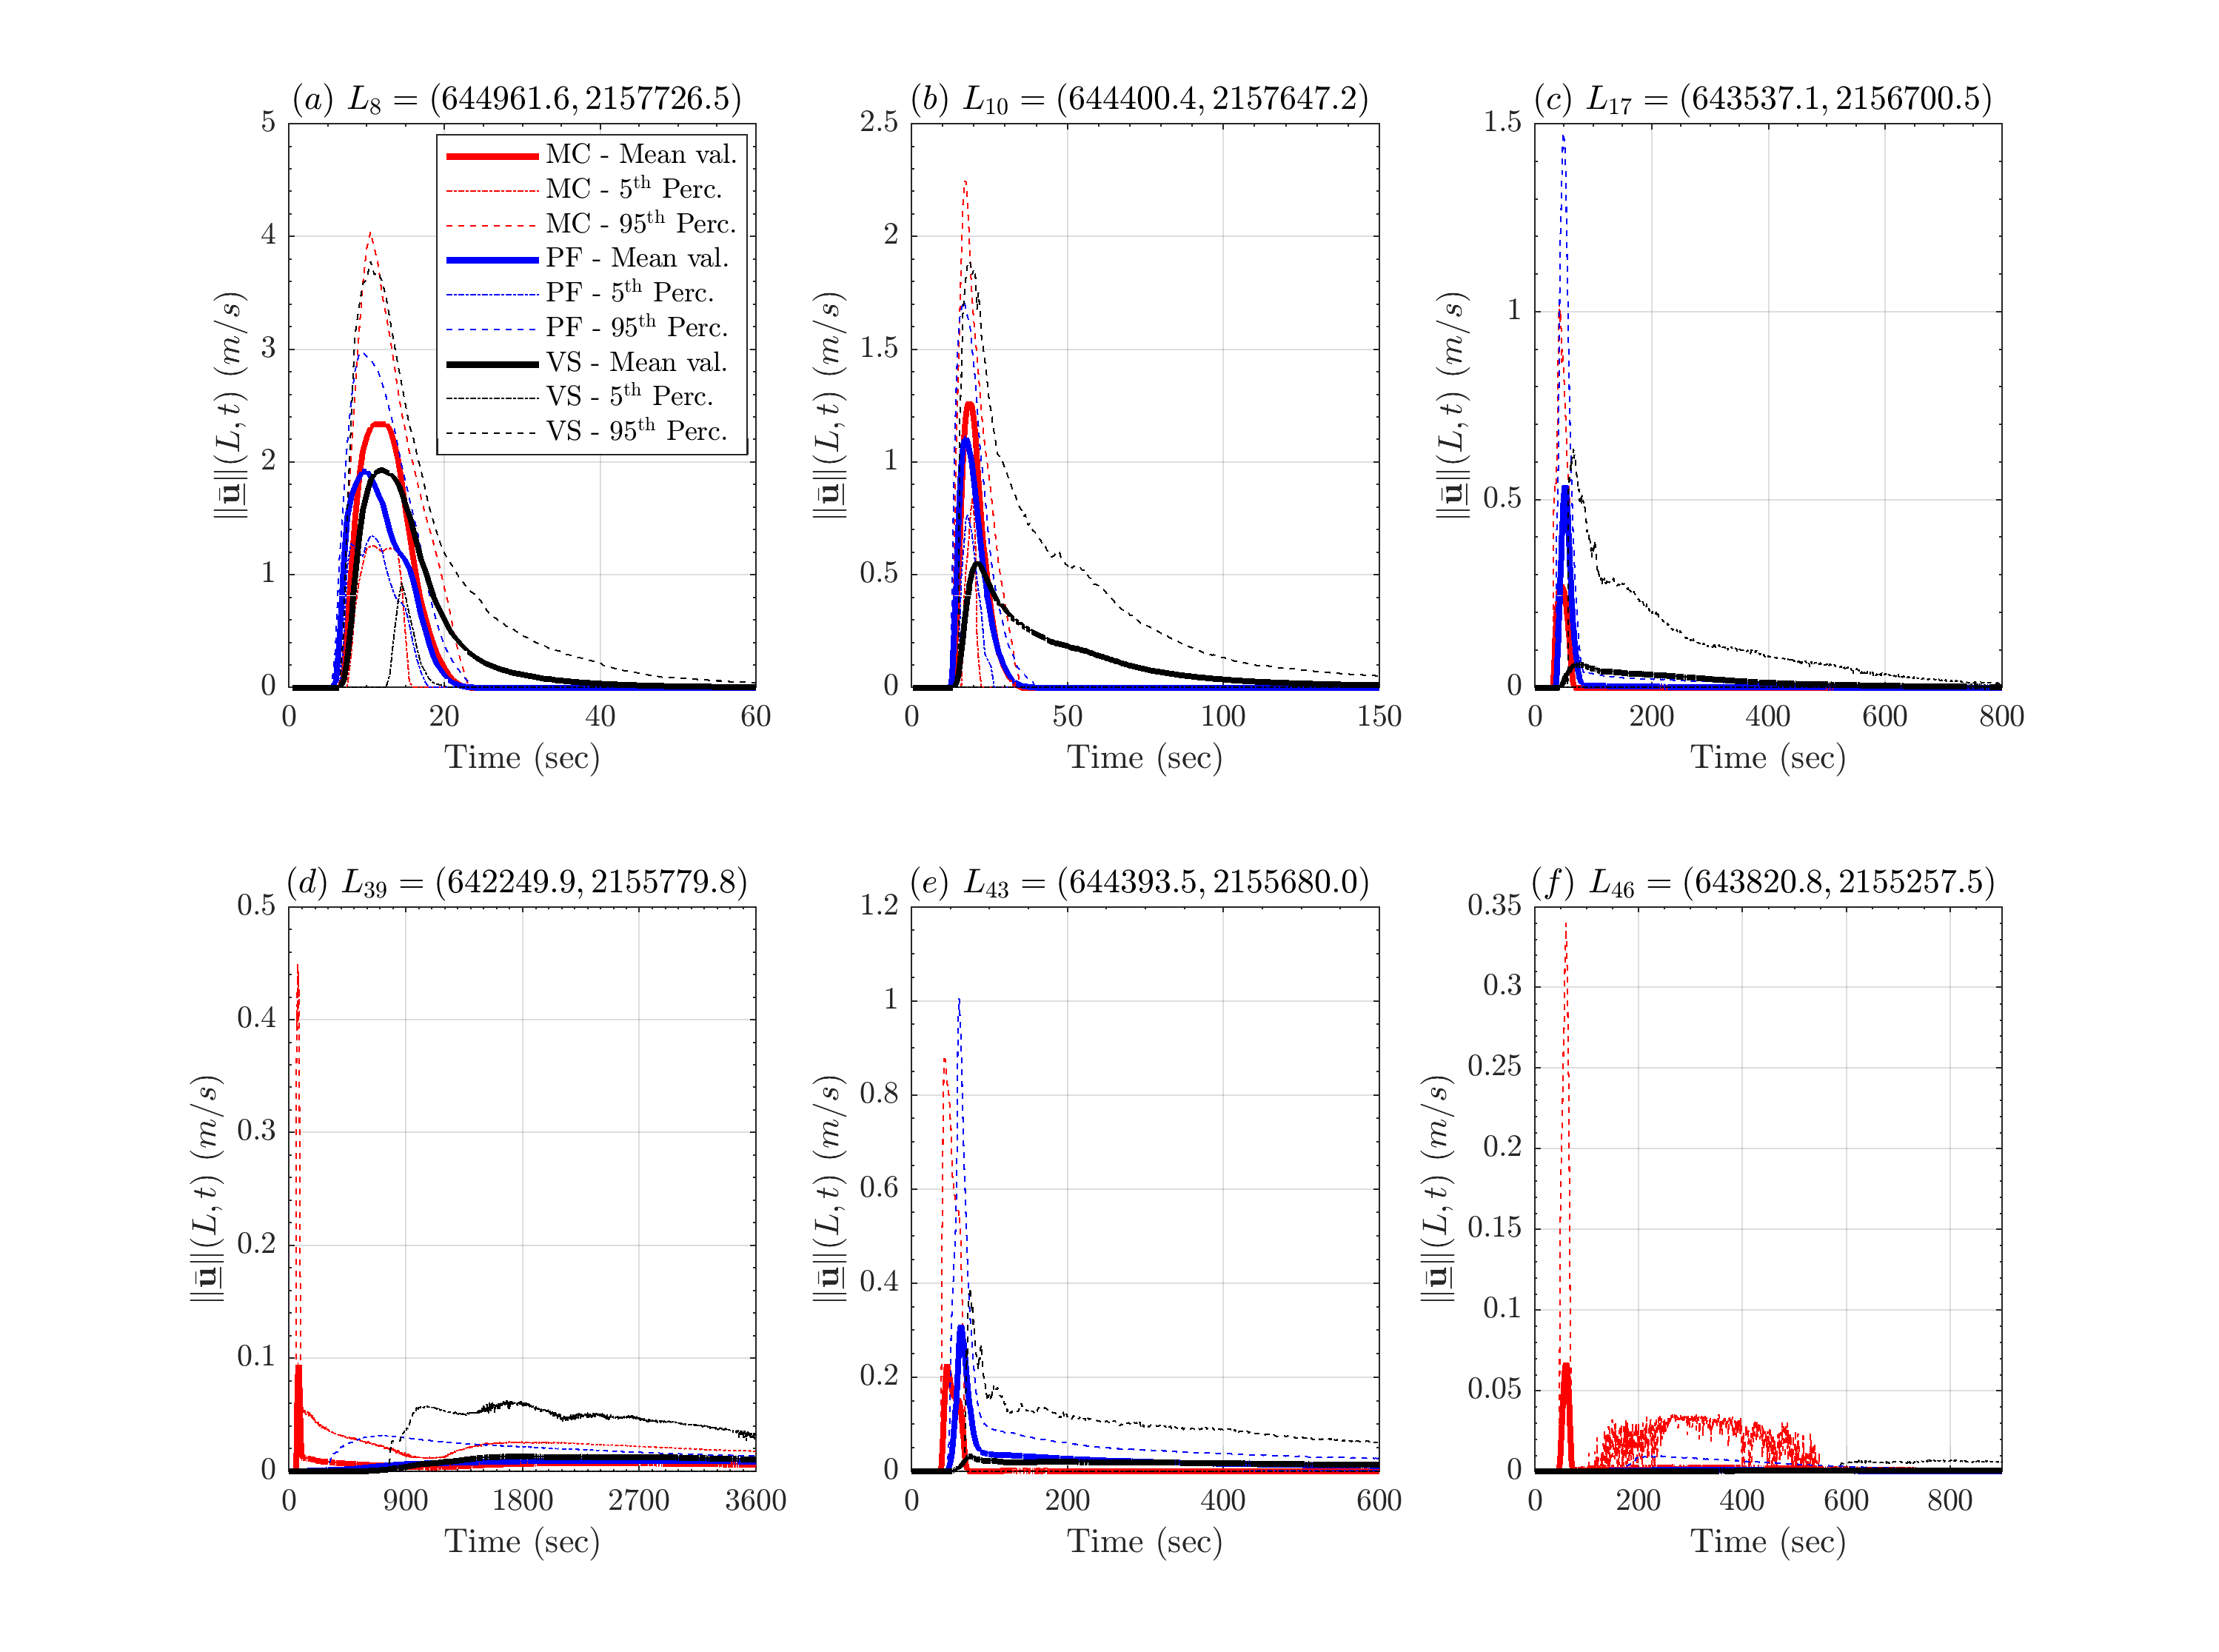 (a) L₈ = (644961.6, 2157726.5)
5
4
3
2
1
0
0 20 40 60
||u̲̅||(L, t) (m/s)
Time (sec)
MC - Mean val.
MC - 5th Perc.
MC - 95th Perc.
PF - Mean val.
PF - 5th Perc.
PF - 95th Perc.
VS - Mean val.
VS - 5th Perc.
VS - 95th Perc.
(b) L₁₀ = (644400.4, 2157647.2)
2.5
2
1.5
1
0.5
0
0 50 100 150
||u̲̅||(L, t) (m/s)
Time (sec)
(c) L₁₇ = (643537.1, 2156700.5)
1.5
1
0.5
0
0 200 400 600 800
||u̲̅||(L, t) (m/s)
Time (sec)
(d) L₃₉ = (642249.9, 2155779.8)
0.5
0.4
0.3
0.2
0.1
0
0 900 1800 2700 3600
||u̲̅||(L, t) (m/s)
Time (sec)
(e) L₄₃ = (644393.5, 2155680.0)
1.2
1
0.8
0.6
0.4
0.2
0
0 200 400 600
||u̲̅||(L, t) (m/s)
Time (sec)
(f) L₄₆ = (643820.8, 2155257.5)
0.35
0.3
0.25
0.2
0.15
0.1
0.05
0
0 200 400 600 800
||u̲̅||(L, t) (m/s)
Time (sec)